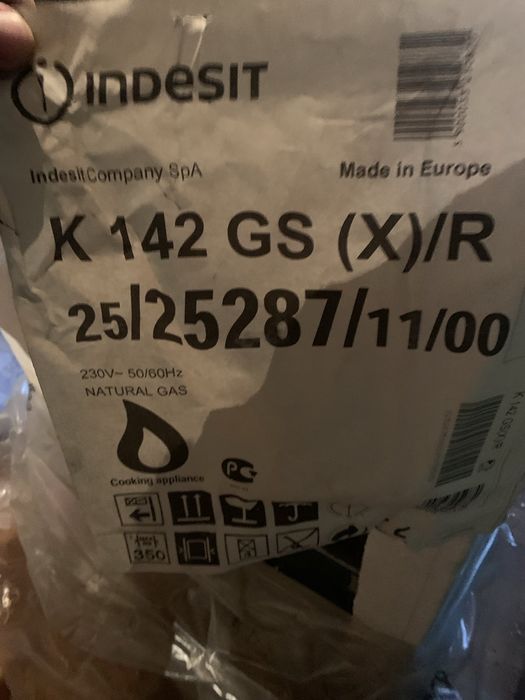 INDESIT
IndesitCompany SpA
Made in Europe
K 142 GS (X)/R
25/25287/11/00
230V~ 50/60Hz
NATURAL GAS
Cooking appliance
350